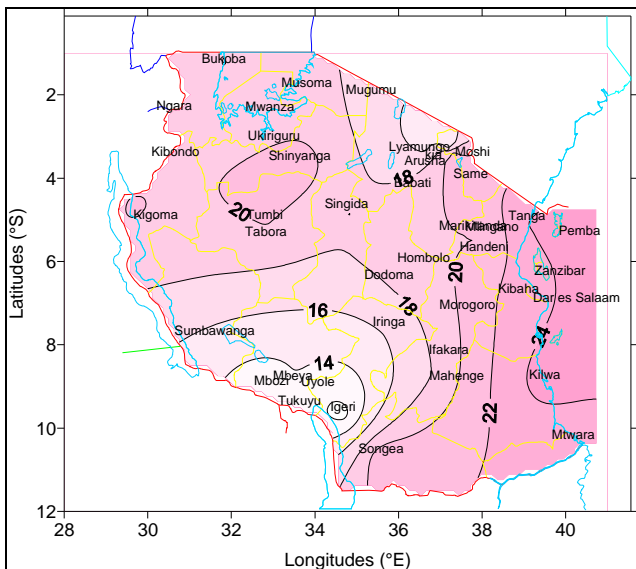 Bukoba
Musoma
Mugumu
2
Ngara
Mwanza
Ukiriguru
Lyamungo
Kibondo
Shinyanga
kia
Moshi
Arusha
4
18
Same
Babati
20
Kigoma
Tumbi
Singida
Tanga
Tabora
Mlingano
Pemba
Handeni
6
Hombolo
Dodoma
20
Zanzibar
Kibaha
Dar es Salaam
16
18
Morogoro
Sumbawanga
Iringa
24
8
14
Ifakara
Mbeya
Mbozi
Uyole
Mahenge
Kilwa
Tukuyu
Igeri
22
10
Songea
Mtwara
12
28 30 32 34 36 38 40
Latitudes (°S)
Longitudes (°E)